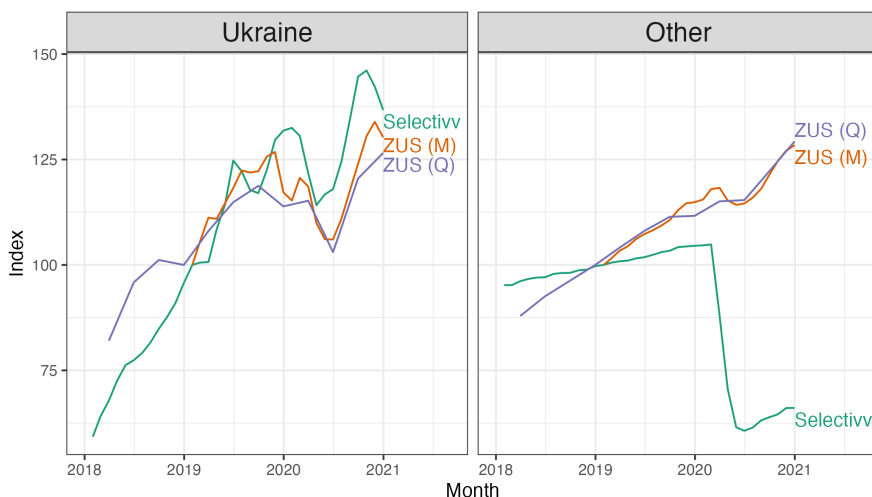 Ukraine
Other
150
125
100
75
Index
Selectivv
ZUS (M)
ZUS (Q)
ZUS (Q)
ZUS (M)
Selectivv
2018
2019
2020
2021
2018
2019
2020
2021
Month